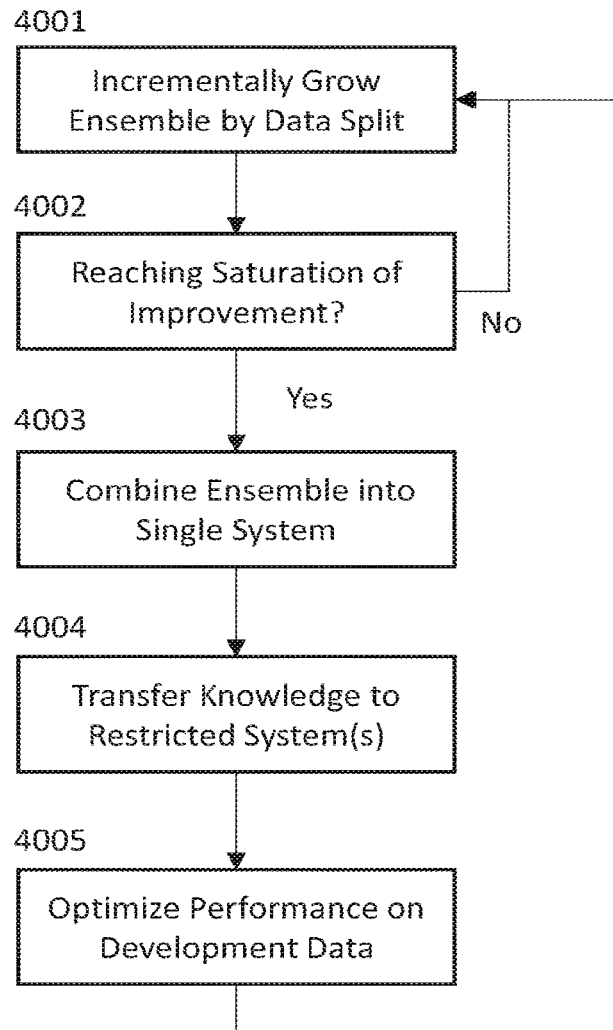 4001
Incrementally Grow
Ensemble by Data Split
4002
Reaching Saturation of
Improvement?
No
Yes
4003
Combine Ensemble into
Single System
4004
Transfer Knowledge to
Restricted System(s)
4005
Optimize Performance on
Development Data